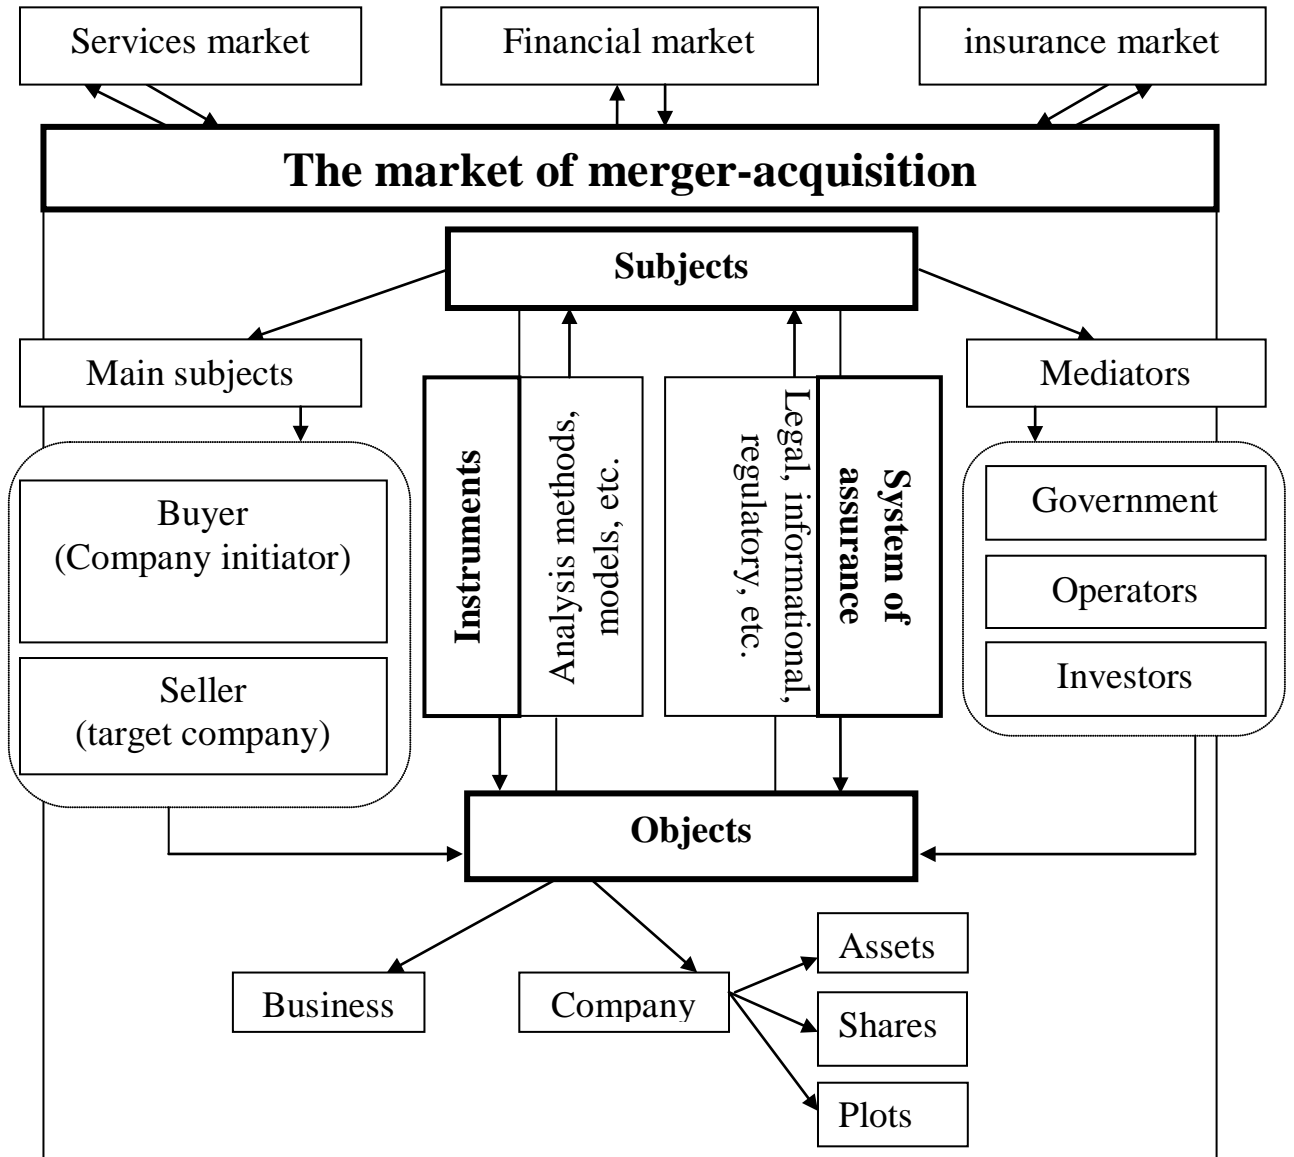 Services market
Financial market
insurance market
The market of merger-acquisition
Subjects
Main subjects
Mediators
Buyer
(Company initiator)
Seller
(target company)
Instruments
Analysis methods,
models, etc.
Legal, informational,
regulatory, etc.
System of
assurance
Government
Operators
Investors
Objects
Business
Company
Assets
Shares
Plots